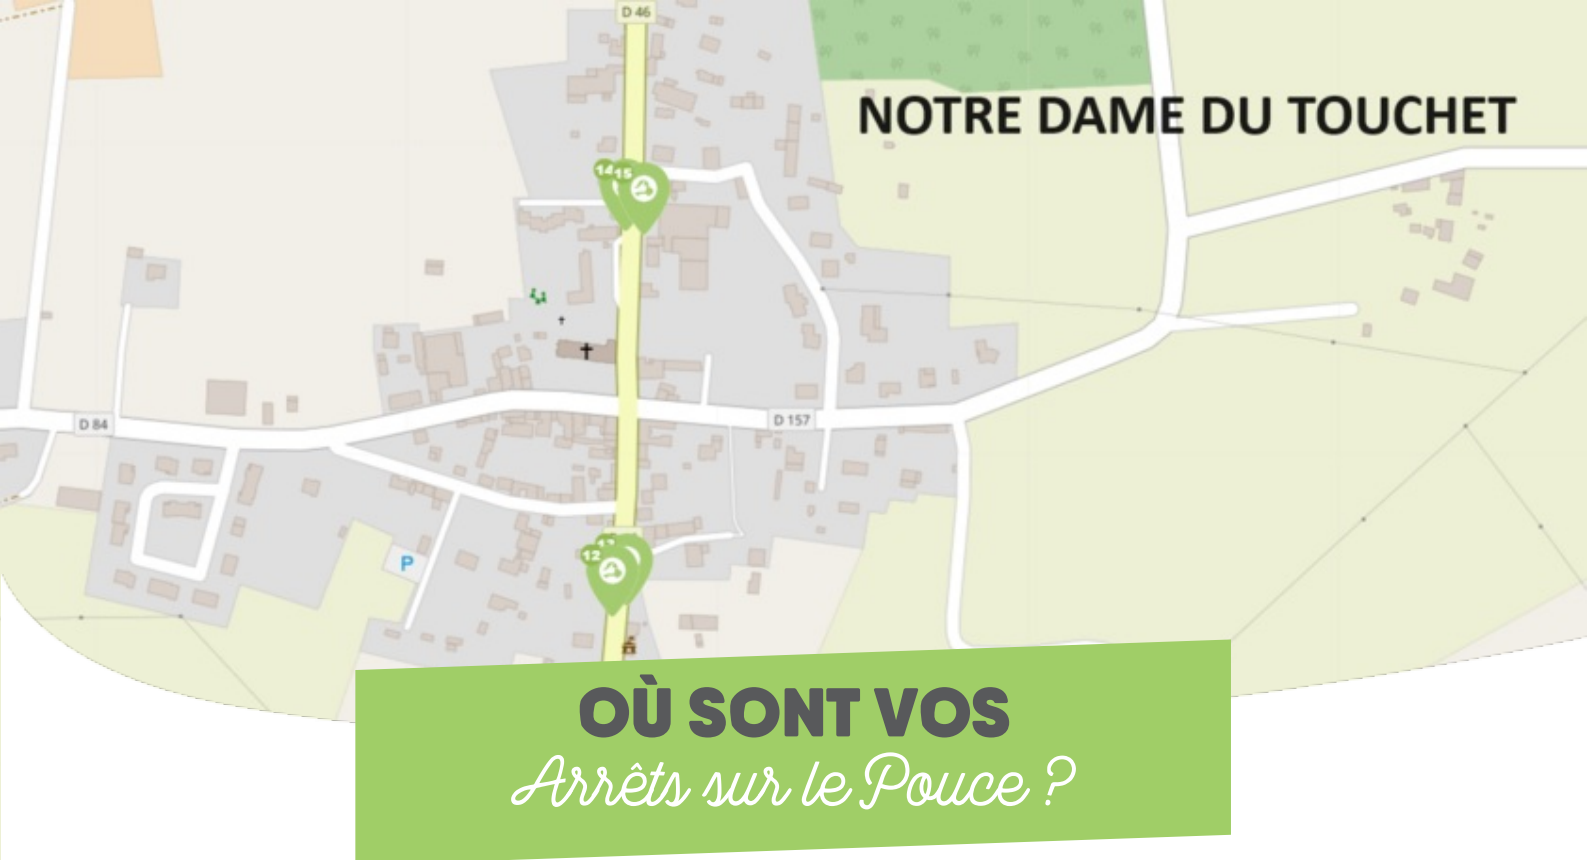 D 46
NOTRE DAME DU TOUCHET
14
15
D 84
D 157
12
P
OÙ SONT VOS
Arrêts sur le Pouce ?